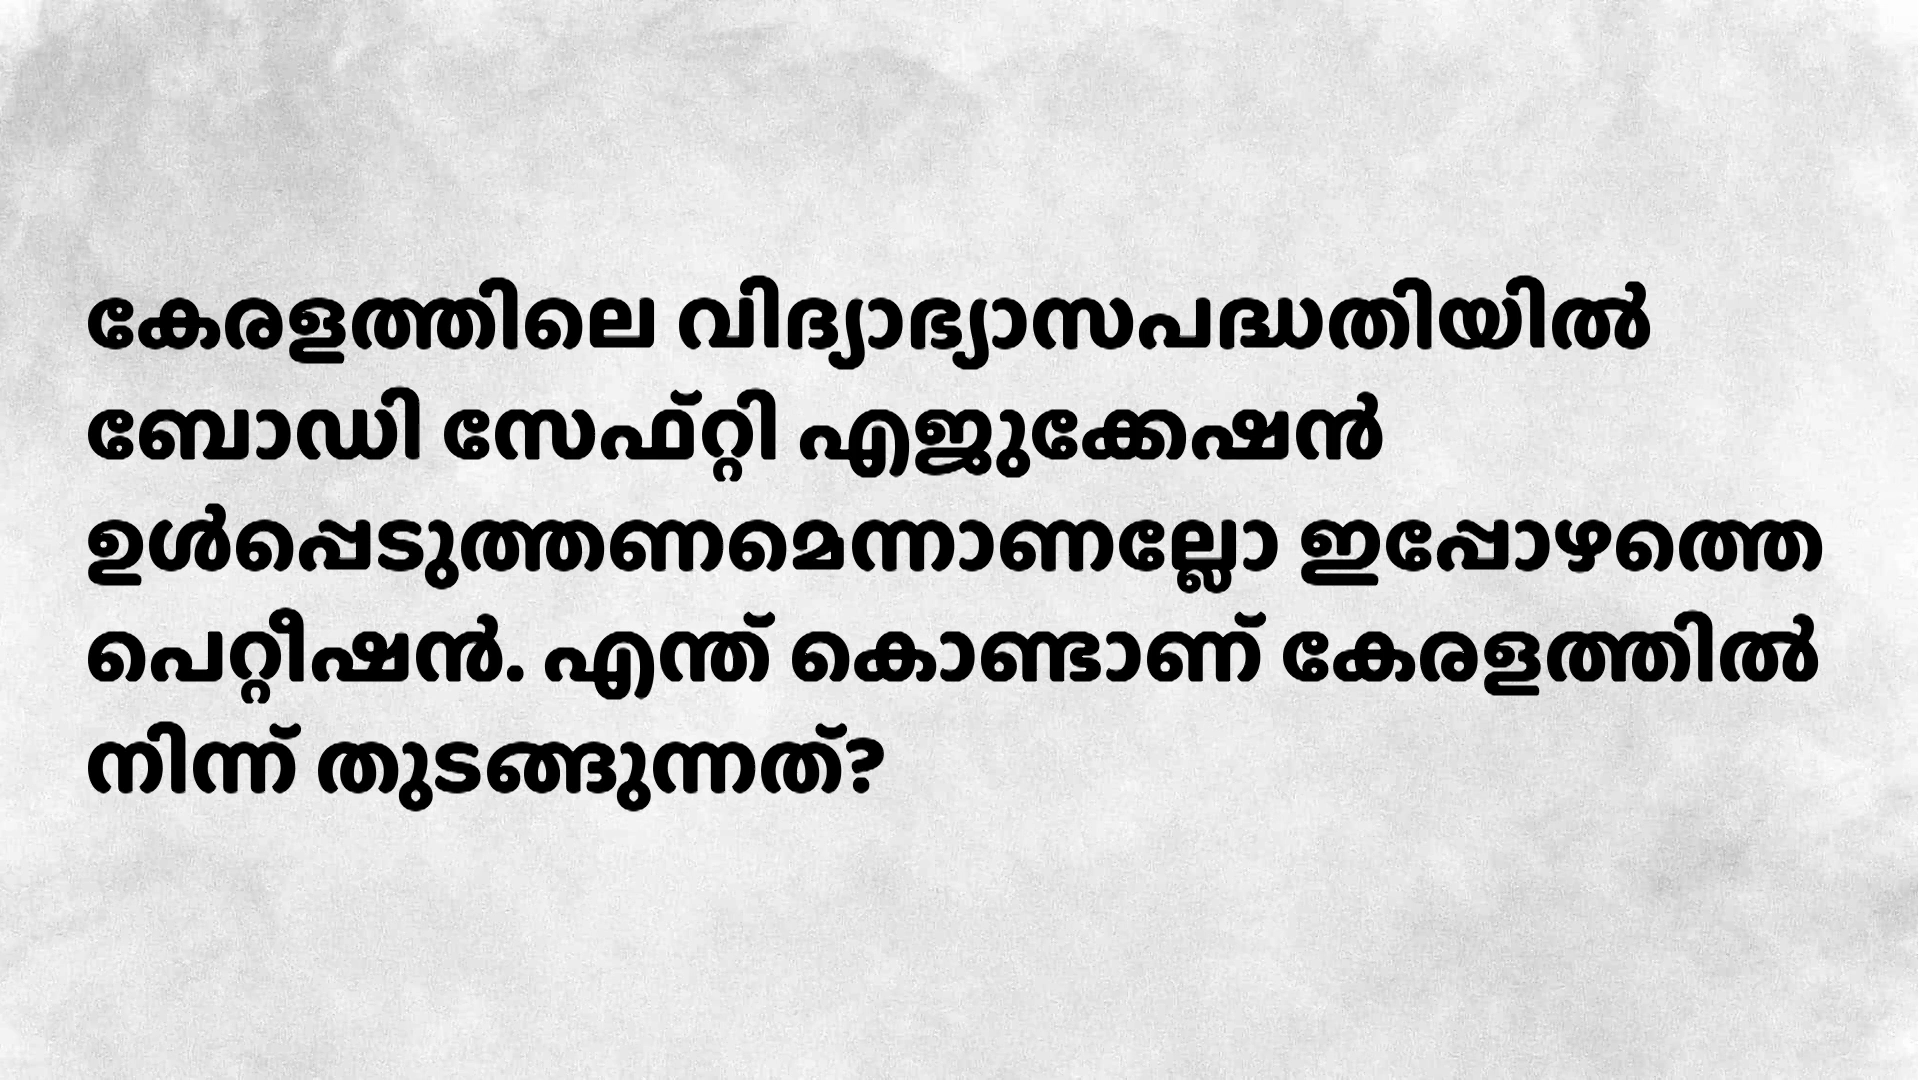 കേരളത്തിലെ വിദ്യാഭ്യാസപദ്ധതിയിൽ
ബോഡി സേഫ്റ്റി എജുക്കേഷൻ
ഉൾപ്പെടുത്തണമെന്നാണല്ലോ ഇപ്പോഴത്തെ
പെറ്റീഷൻ. എന്ത് കൊണ്ടാണ് കേരളത്തിൽ
നിന്ന് തുടങ്ങുന്നത്?